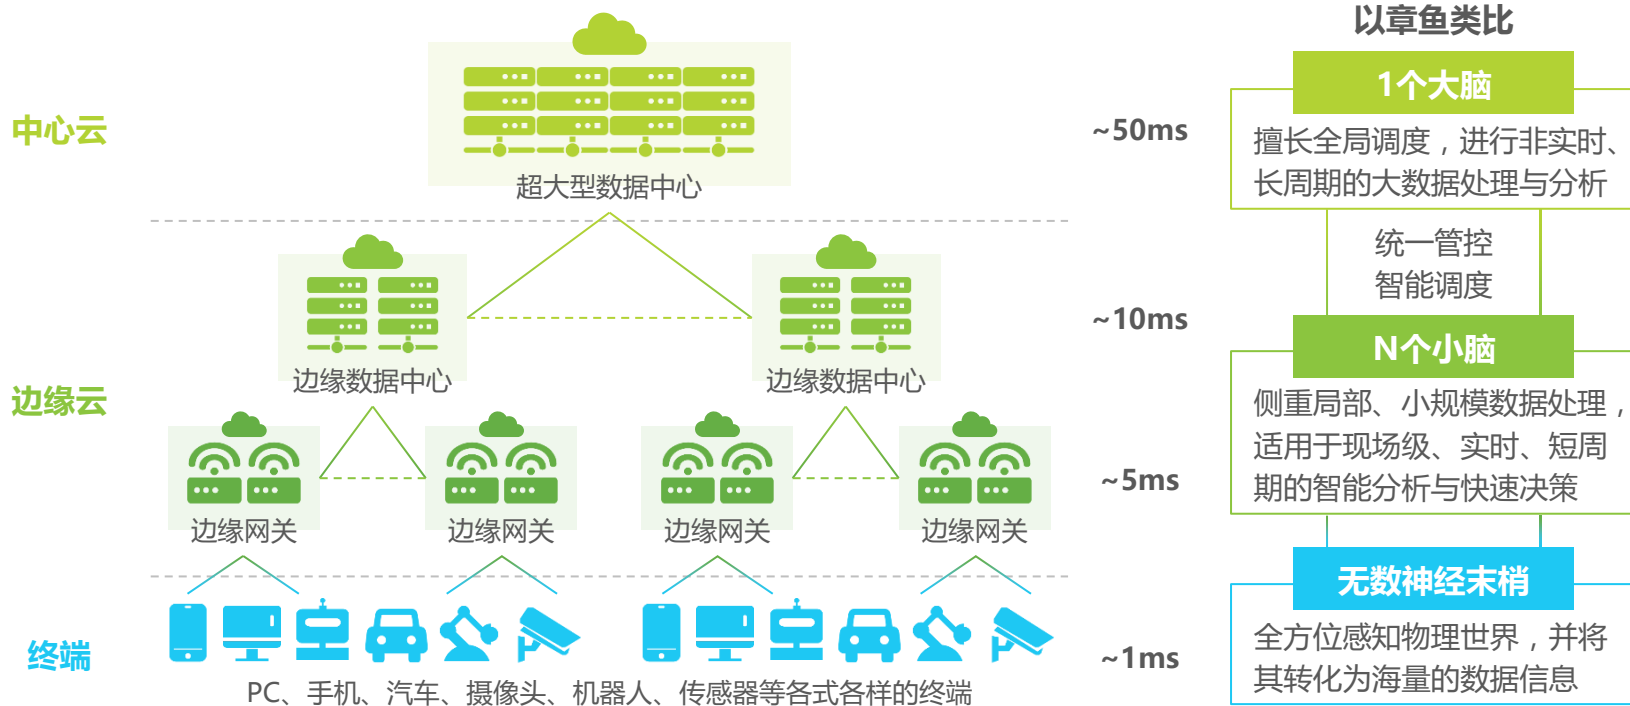 以章鱼类比
中心云
超大型数据中心
~50ms
1个大脑
擅长全局调度，进行非实时、
长周期的大数据处理与分析
统一管控
智能调度
边缘云
边缘数据中心
边缘数据中心
~10ms
边缘网关
边缘网关
边缘网关
边缘网关
~5ms
N个小脑
侧重局部、小规模数据处理，
适用于现场级、实时、短周
期的智能分析与快速决策
终端
PC、手机、汽车、摄像头、机器人、传感器等各式各样的终端
~1ms
无数神经末梢
全方位感知物理世界，并将
其转化为海量的数据信息